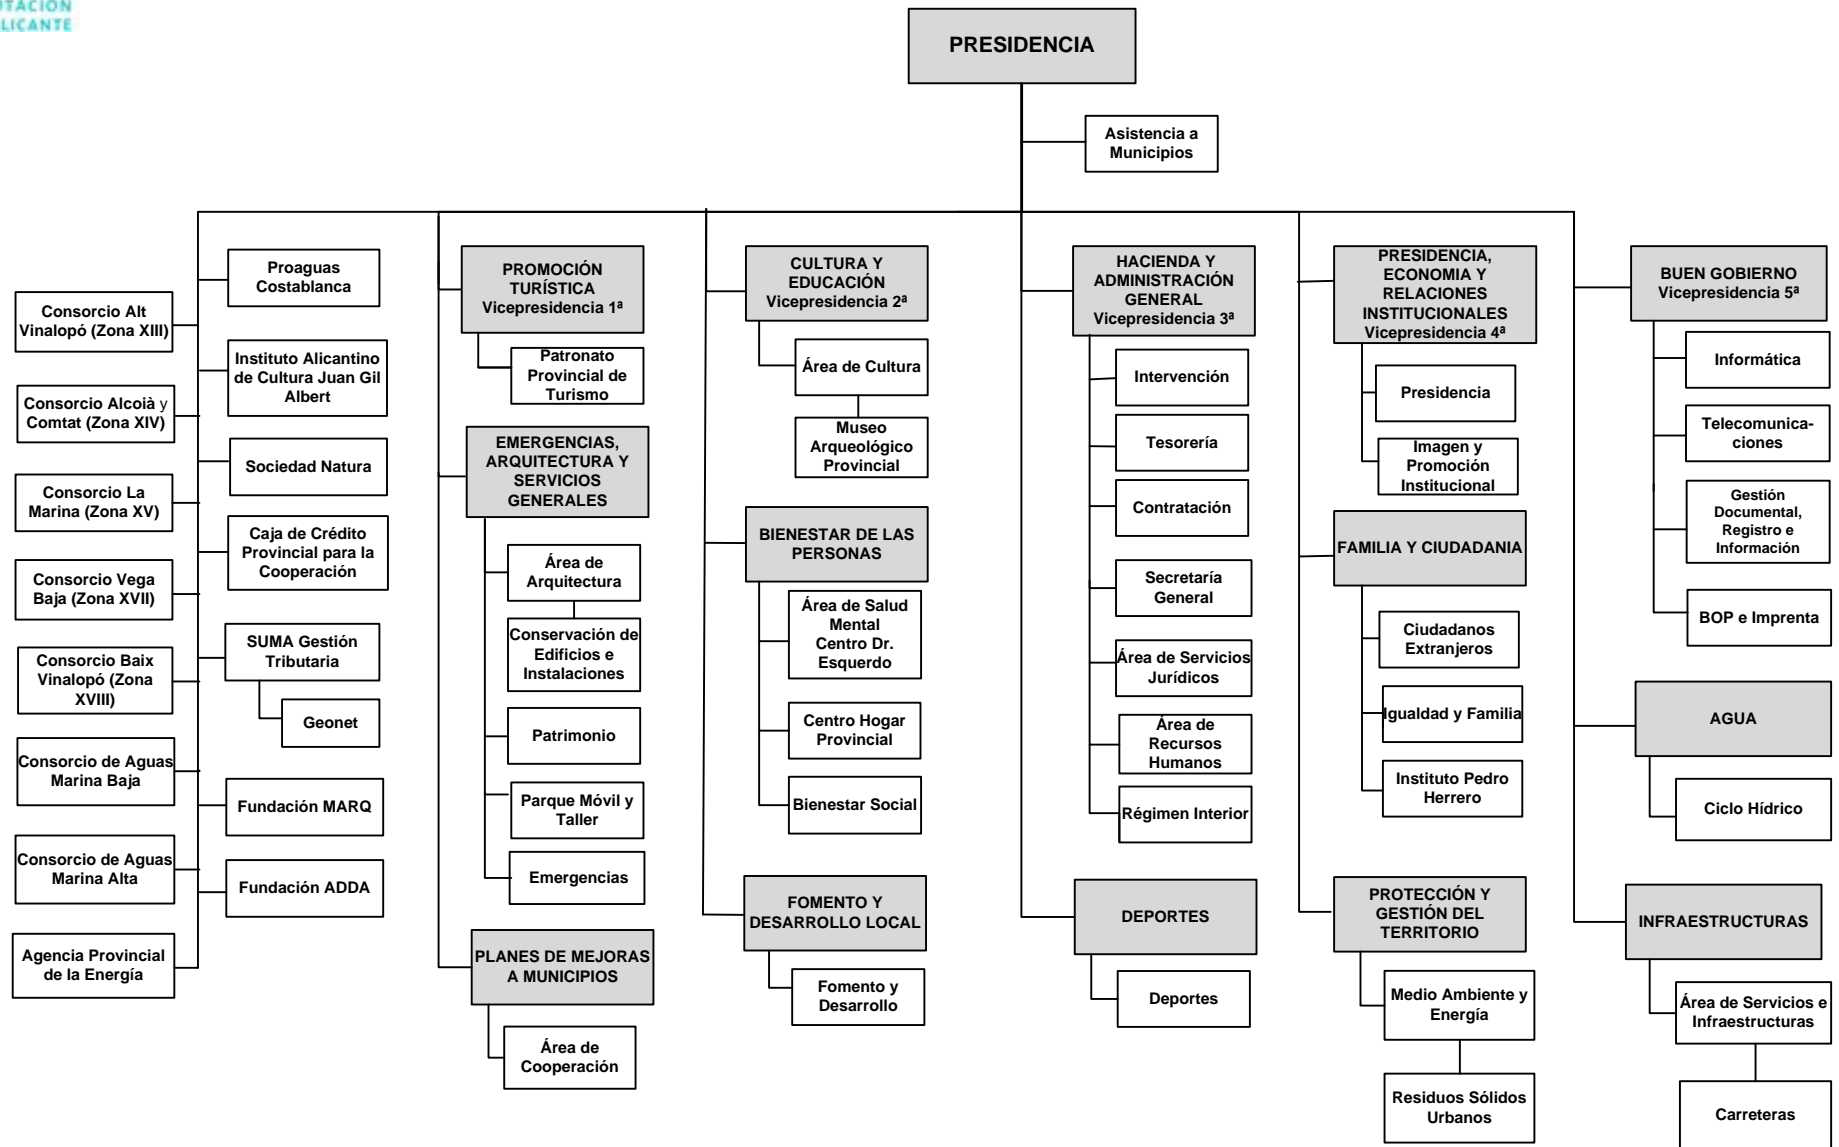 PRESIDENCIA
Asistencia a
Municipios
Proaguas
Costablanca
Consorcio Alt
Vinalopó (Zona XIII)
Instituto Alicantino
de Cultura Juan Gil
Albert
Consorcio Alcoià y
Comtat (Zona XIV)
Sociedad Natura
Consorcio La
Marina (Zona XV)
Caja de Crédito
Provincial para la
Cooperación
Consorcio Vega
Baja (Zona XVII)
SUMA Gestión
Tributaria
Consorcio Baix
Vinalopó (Zona
XVIII)
Geonet
Consorcio de Aguas
Marina Baja
Fundación MARQ
Consorcio de Aguas
Marina Alta
Fundación ADDA
Agencia Provincial
de la Energía
PROMOCIÓN
TURÍSTICA
Vicepresidencia 1ª
Patronato
Provincial de
Turismo
EMERGENCIAS,
ARQUITECTURA Y
SERVICIOS
GENERALES
Área de
Arquitectura
Conservación de
Edificios e
Instalaciones
Patrimonio
Parque Móvil y
Taller
Emergencias
PLANES DE MEJORAS
A MUNICIPIOS
Área de
Cooperación
CULTURA Y
EDUCACIÓN
Vicepresidencia 2ª
Área de Cultura
Museo
Arqueológico
Provincial
BIENESTAR DE LAS
PERSONAS
Área de Salud
Mental
Centro Dr.
Esquerdo
Centro Hogar
Provincial
Bienestar Social
FOMENTO Y
DESARROLLO LOCAL
Fomento y
Desarrollo
HACIENDA Y
ADMINISTRACIÓN
GENERAL
Vicepresidencia 3ª
Intervención
Tesorería
Contratación
Secretaría
General
Área de Servicios
Jurídicos
Área de
Recursos
Humanos
Régimen Interior
DEPORTES
Deportes
PRESIDENCIA,
ECONOMIA Y
RELACIONES
INSTITUCIONALES
Vicepresidencia 4ª
Presidencia
Imagen y
Promoción
Institucional
FAMILIA Y CIUDADANIA
Ciudadanos
Extranjeros
Igualdad y Familia
Instituto Pedro
Herrero
PROTECCIÓN Y
GESTIÓN DEL
TERRITORIO
Medio Ambiente y
Energía
Residuos Sólidos
Urbanos
BUEN GOBIERNO
Vicepresidencia 5ª
Informática
Telecomunica-
ciones
Gestión
Documental,
Registro e
Información
BOP e Imprenta
AGUA
Ciclo Hídrico
INFRAESTRUCTURAS
Área de Servicios e
Infraestructuras
Carreteras